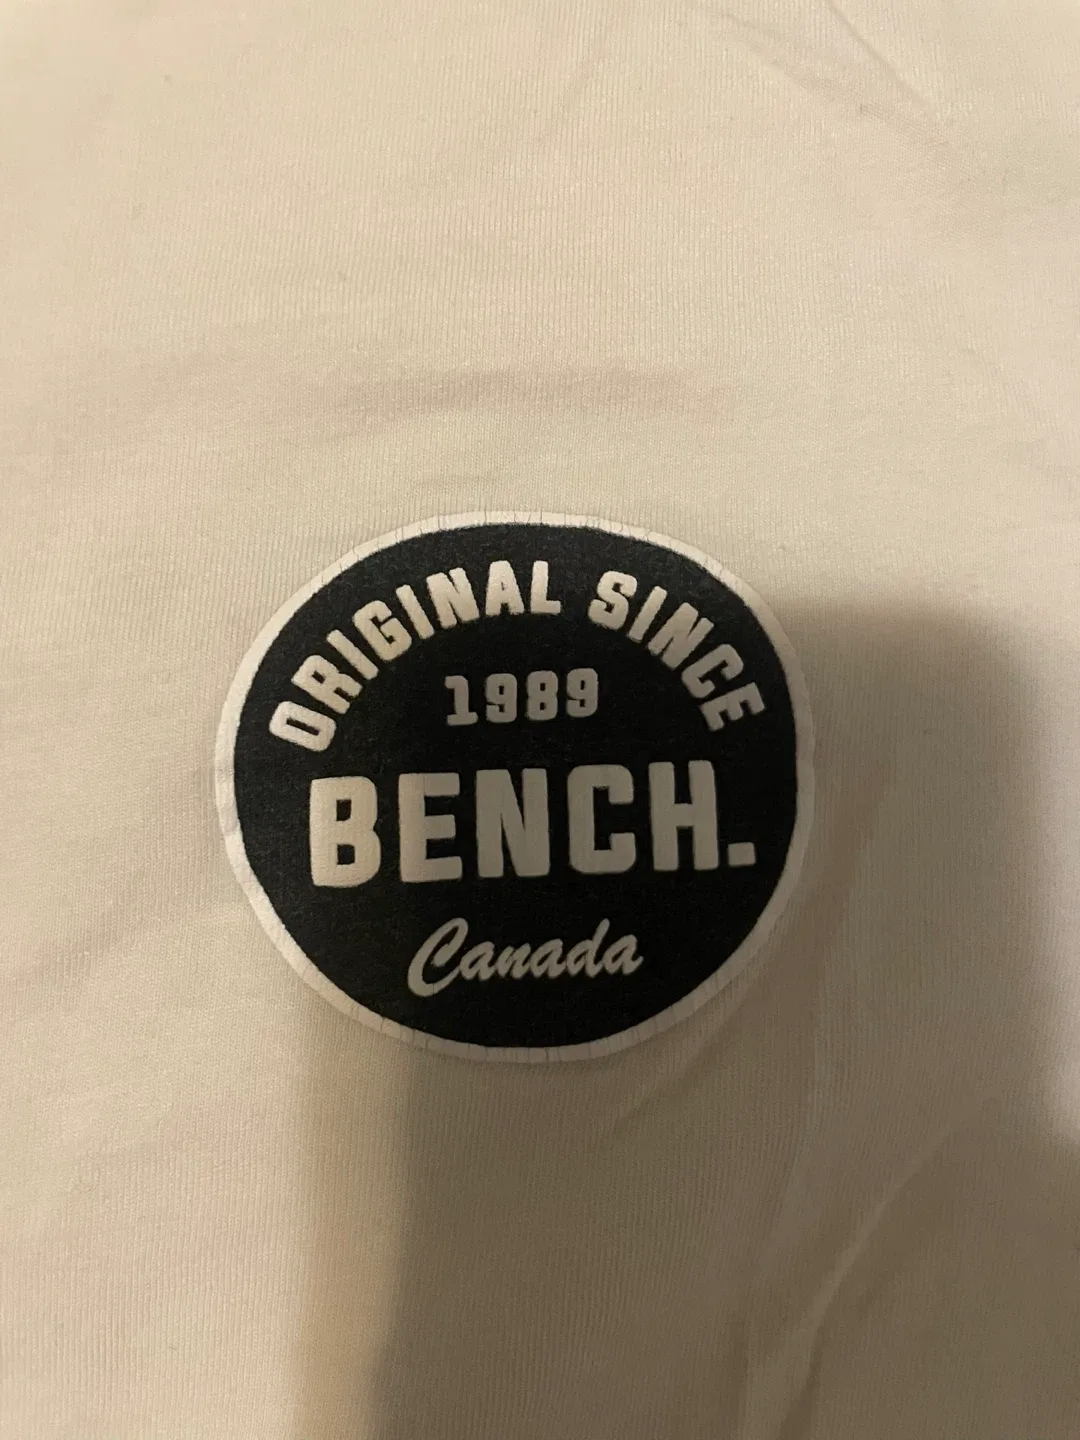 ORIGINAL SINCE
1989
BENCH.
Canada